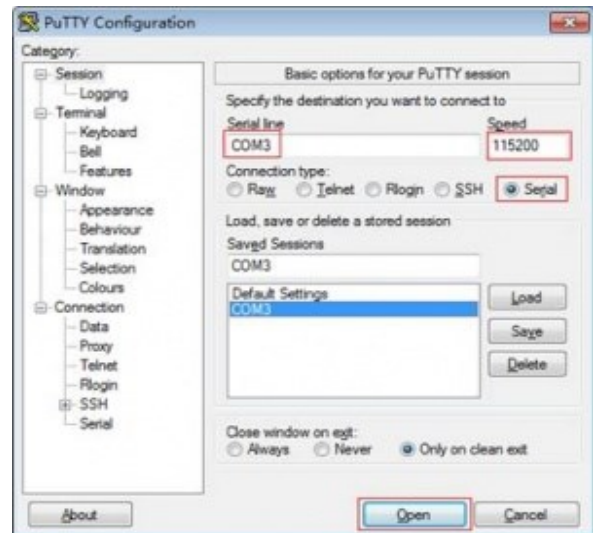 PuTTY Configuration
Category:
Session
Logging
Terminal
Keyboard
Bell
Features
Window
Appearance
Behaviour
Translation
Selection
Colours
Connection
Data
Proxy
Telnet
Rlogin
SSH
Serial
Basic options for your PuTTY session
Specify the destination you want to connect to
Serial line Speed
COM3 115200
Connection type:
Raw Telnet Rlogin SSH Serial
Load, save or delete a stored session
Saved Sessions
COM3
Default Settings
COM3
Load
Save
Delete
Close window on exit:
Always Never Only on clean exit
About Open Cancel